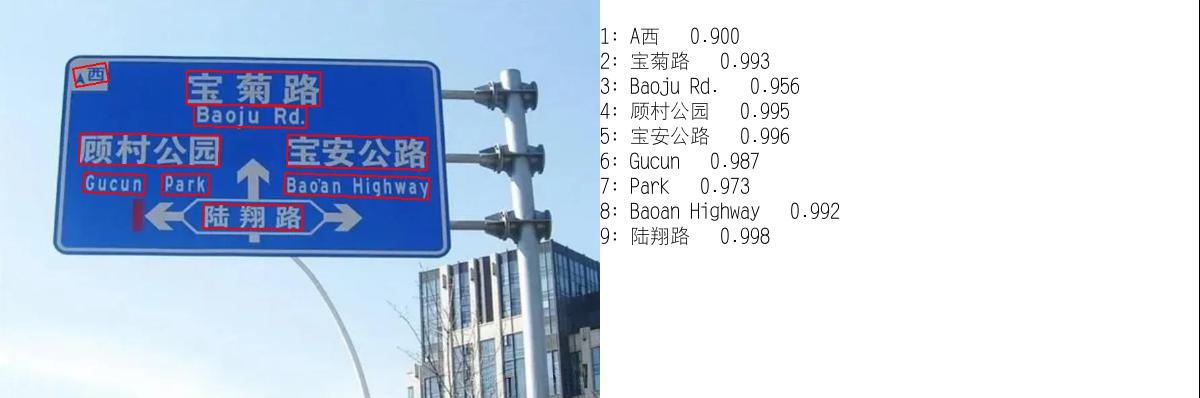 西
宝菊路
Baoju Rd.
顾村公园 宝安公路
Gucun Park Bao'an Highway
陆翔路
1: A西 0.900
2: 宝菊路 0.993
3: Baoju Rd. 0.956
4: 顾村公园 0.995
5: 宝安公路 0.996
6: Gucun 0.987
7: Park 0.973
8: Baoan Highway 0.992
9: 陆翔路 0.998